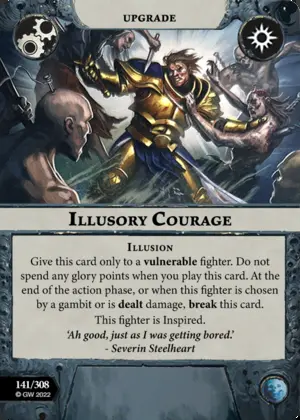 UPGRADE
ILLUSORY COURAGE
ILLUSION
Give this card only to a vulnerable fighter. Do not
spend any glory points when you play this card. At the
end of the action phase, or when this fighter is chosen
by a gambit or is dealt damage, break this card.
This fighter is Inspired.
‘Ah good, just as I was getting bored.’
- Severin Steelheart
141/308
© GW 2022